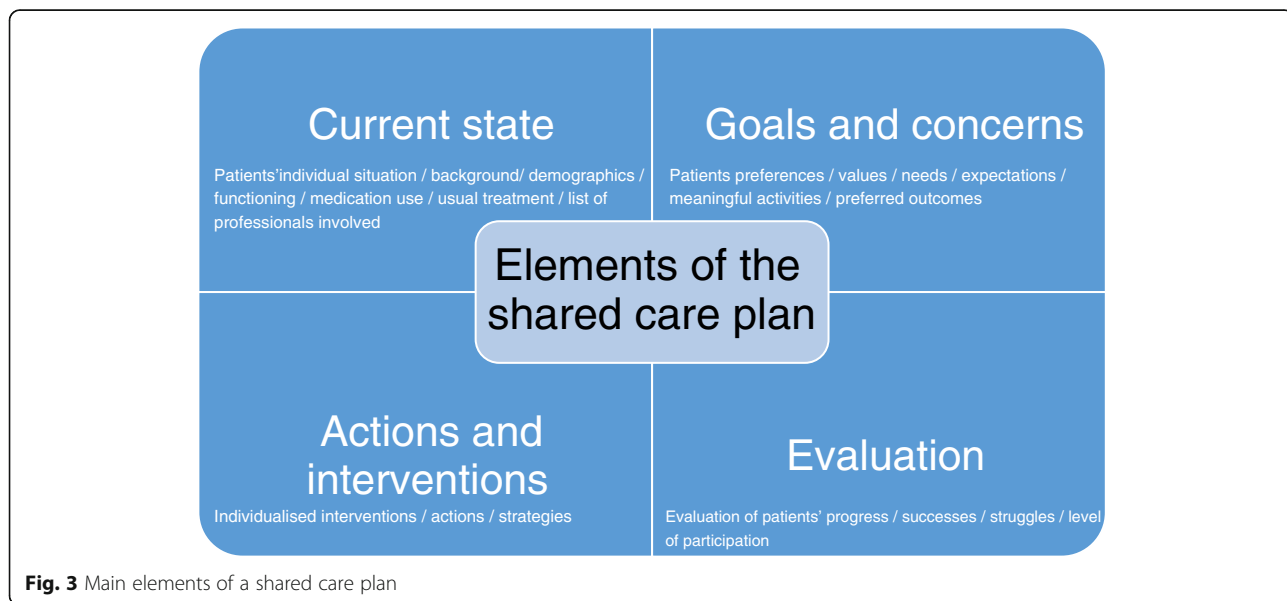 Current state
Patients'individual situation / background/ demographics /
functioning / medication use / usual treatment / list of
professionals involved
Goals and concerns
Patients preferences / values / needs / expectations /
meaningful activities / preferred outcomes
Elements of the
shared care plan
Actions and
interventions
Individualised interventions / actions / strategies
Evaluation
Evaluation of patients' progress / successes / struggles / level
of participation
Fig. 3 Main elements of a shared care plan